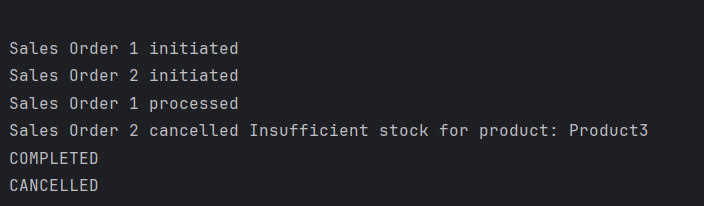 Sales Order 1 initiated
Sales Order 2 initiated
Sales Order 1 processed
Sales Order 2 cancelled Insufficient stock for product: Product3
COMPLETED
CANCELLED